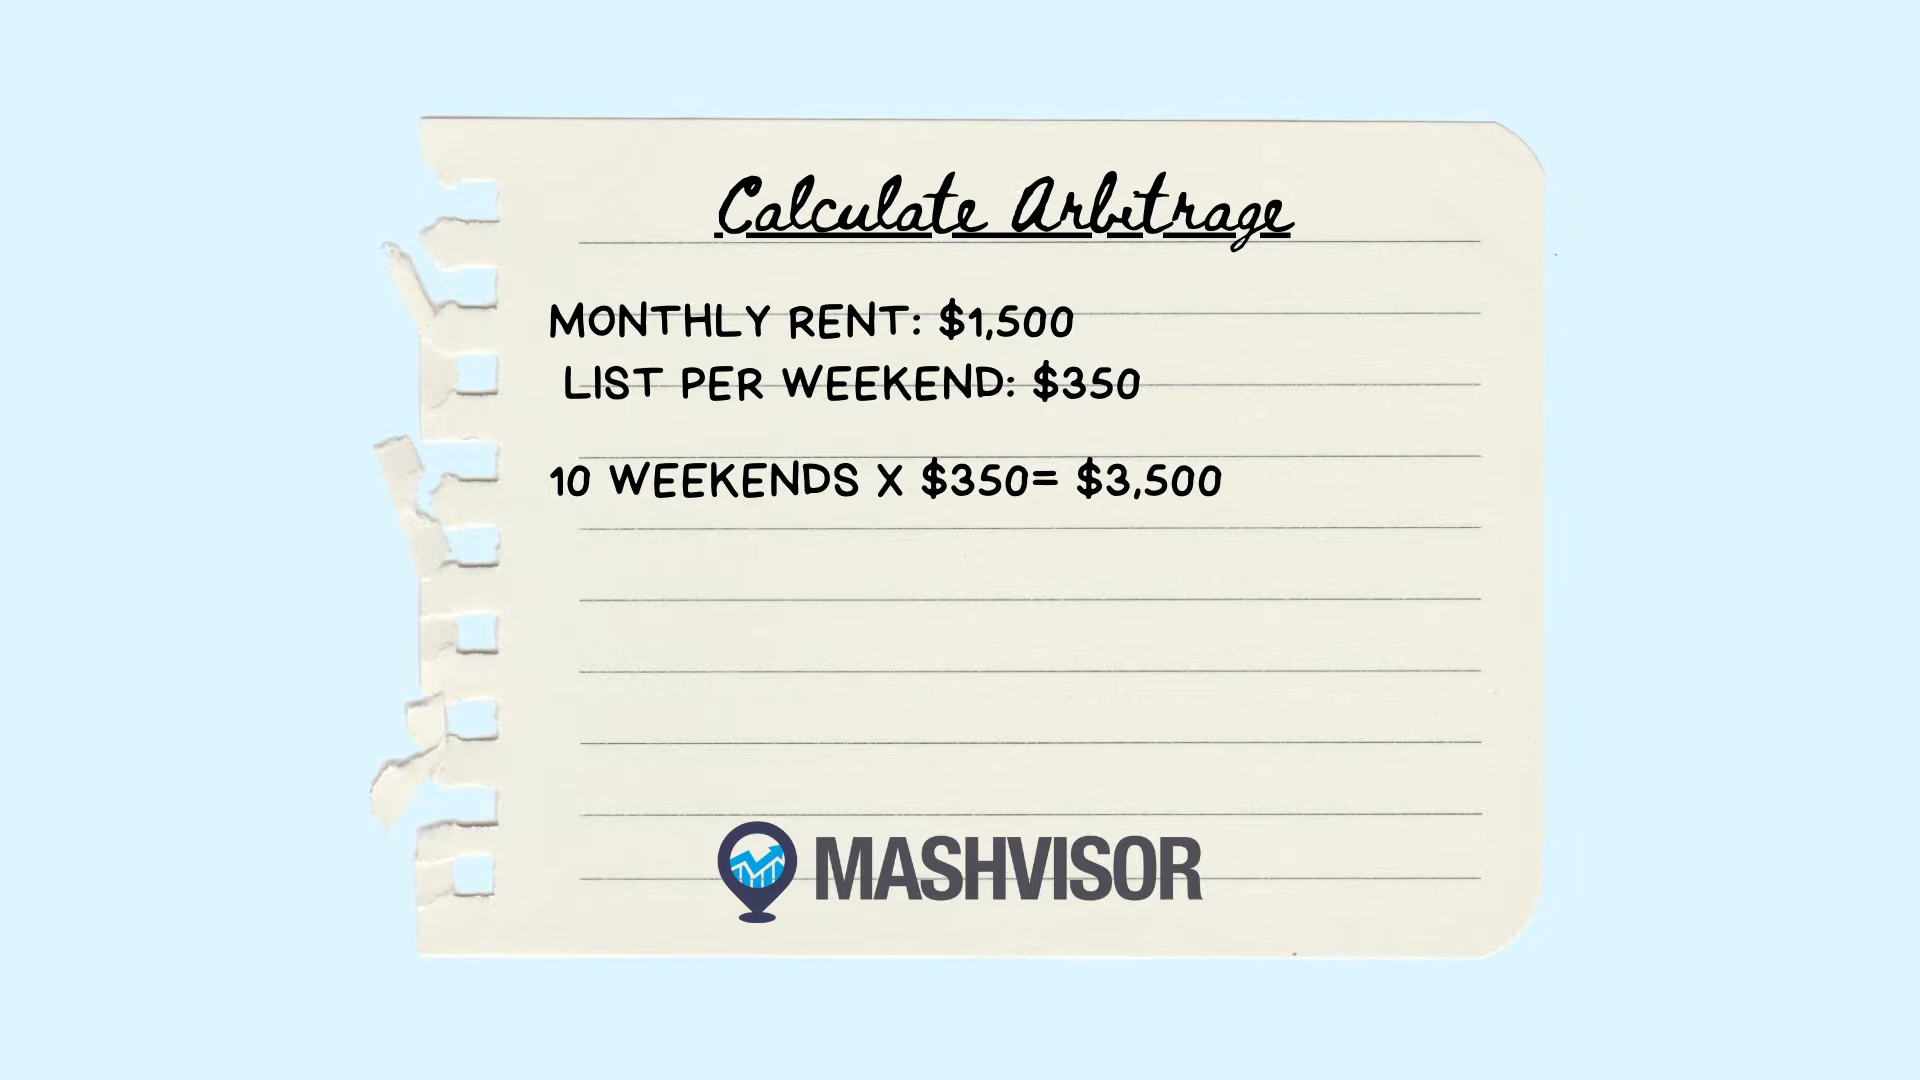 Calculate Arbitrage
MONTHLY RENT: $1,500
LIST PER WEEKEND: $350
10 WEEKENDS X $350= $3,500
MASHVISOR